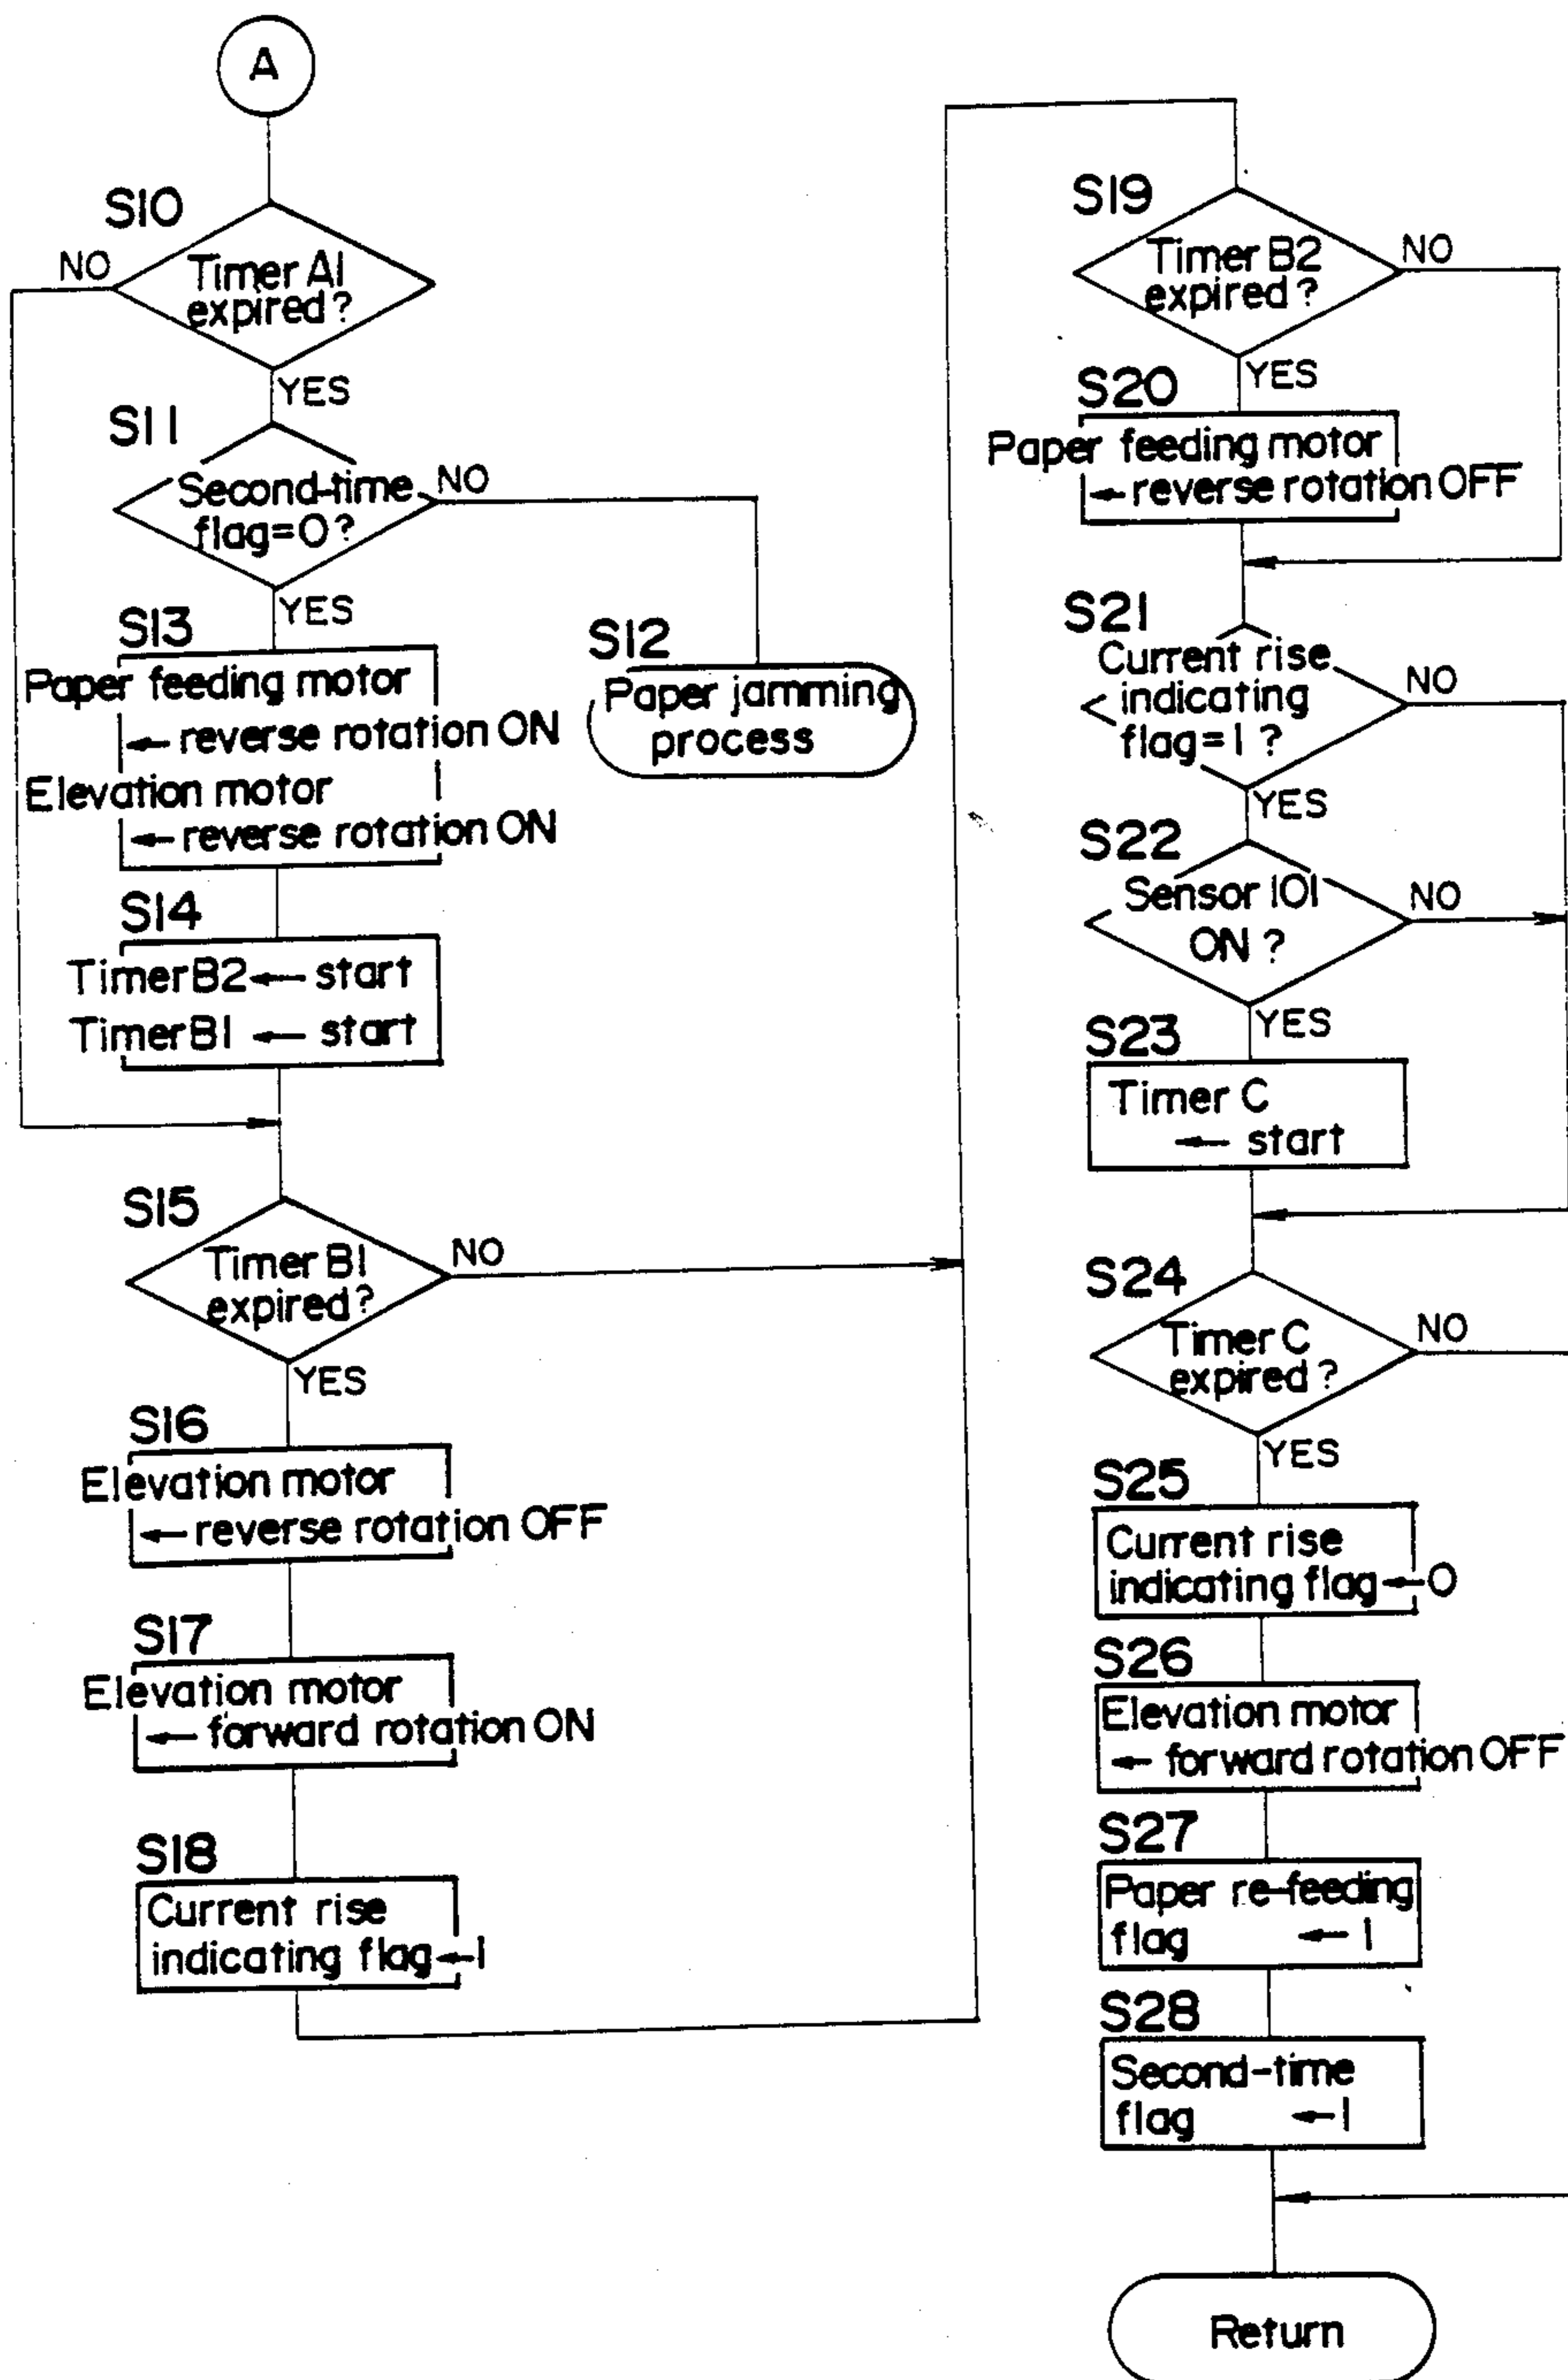 A
S10
NO
Timer A1
expired?
YES
S11
Second-time
flag=0?
NO
YES
S12
Paper jamming
process
S13
Paper feeding motor
← reverse rotation ON
Elevation motor
← reverse rotation ON
S14
Timer B2 ← start
Timer B1 ← start
S15
Timer B1
expired?
NO
YES
S16
Elevation motor
← reverse rotation OFF
S17
Elevation motor
← forward rotation ON
S18
Current rise
indicating flag ← 1
S19
Timer B2
expired?
NO
YES
S20
Paper feeding motor
← reverse rotation OFF
S21
Current rise
indicating
flag=1?
NO
YES
S22
Sensor 101
ON?
NO
YES
S23
Timer C
← start
S24
Timer C
expired?
NO
YES
S25
Current rise
indicating flag ← 0
S26
Elevation motor
← forward rotation OFF
S27
Paper re-feeding
flag ← 1
S28
Second-time
flag ← 1
Return